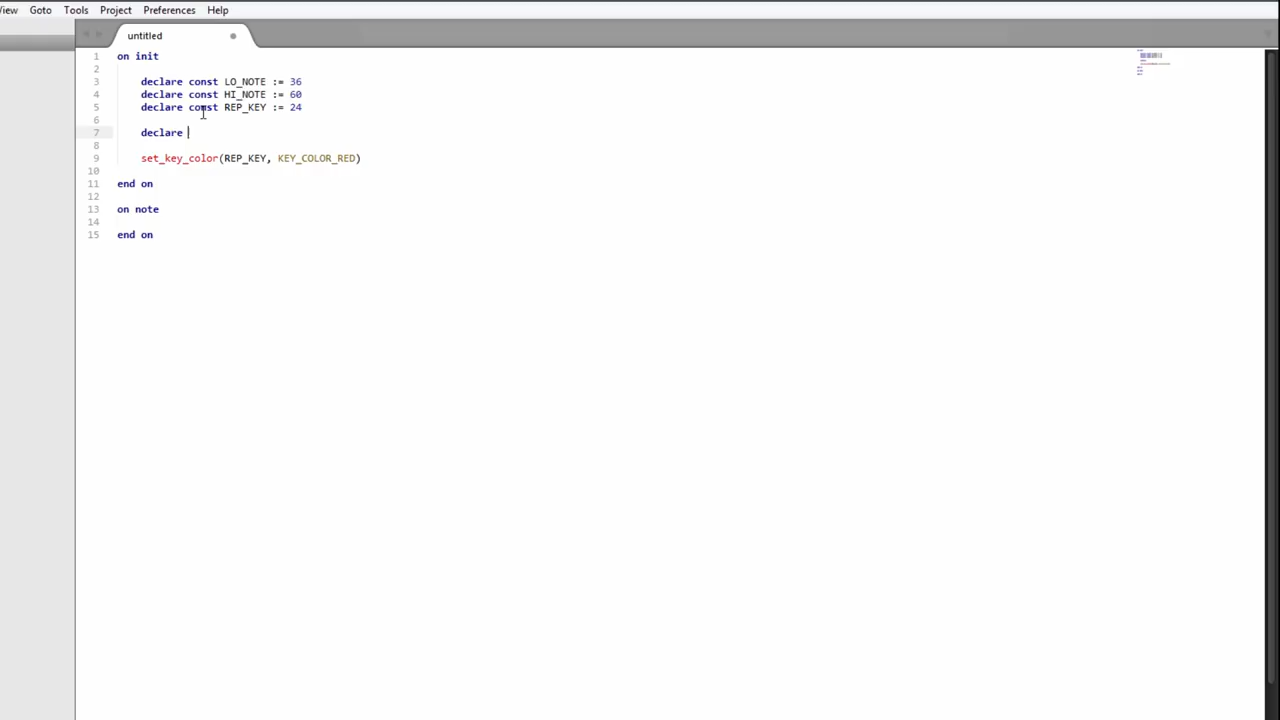 View Goto Tools Project Preferences Help
untitled
1 on init
2
3 declare const LO_NOTE := 36
4 declare const HI_NOTE := 60
5 declare const REP_KEY := 24
6
7 declare
8
9 set_key_color(REP_KEY, KEY_COLOR_RED)
10
11 end on
12
13 on note
14
15 end on